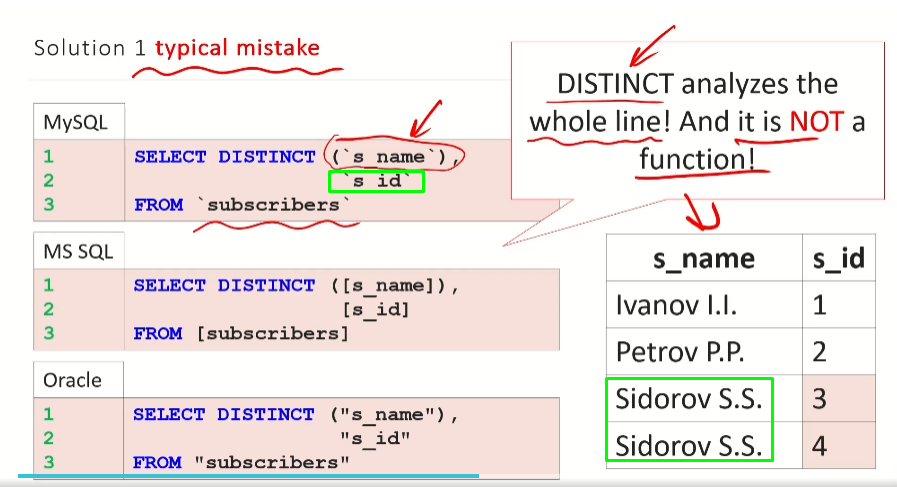 Solution 1 typical mistake
DISTINCT analyzes the
whole line! And it is NOT a
function!
MySQL
1 SELECT DISTINCT (`s_name`),
2 `s_id`
3 FROM `subscribers`
MS SQL
1 SELECT DISTINCT ([s_name]),
2 [s_id]
3 FROM [subscribers]
Oracle
1 SELECT DISTINCT ("s_name"),
2 "s_id"
3 FROM "subscribers"
s_name s_id
Ivanov I.I. 1
Petrov P.P. 2
Sidorov S.S. 3
Sidorov S.S. 4